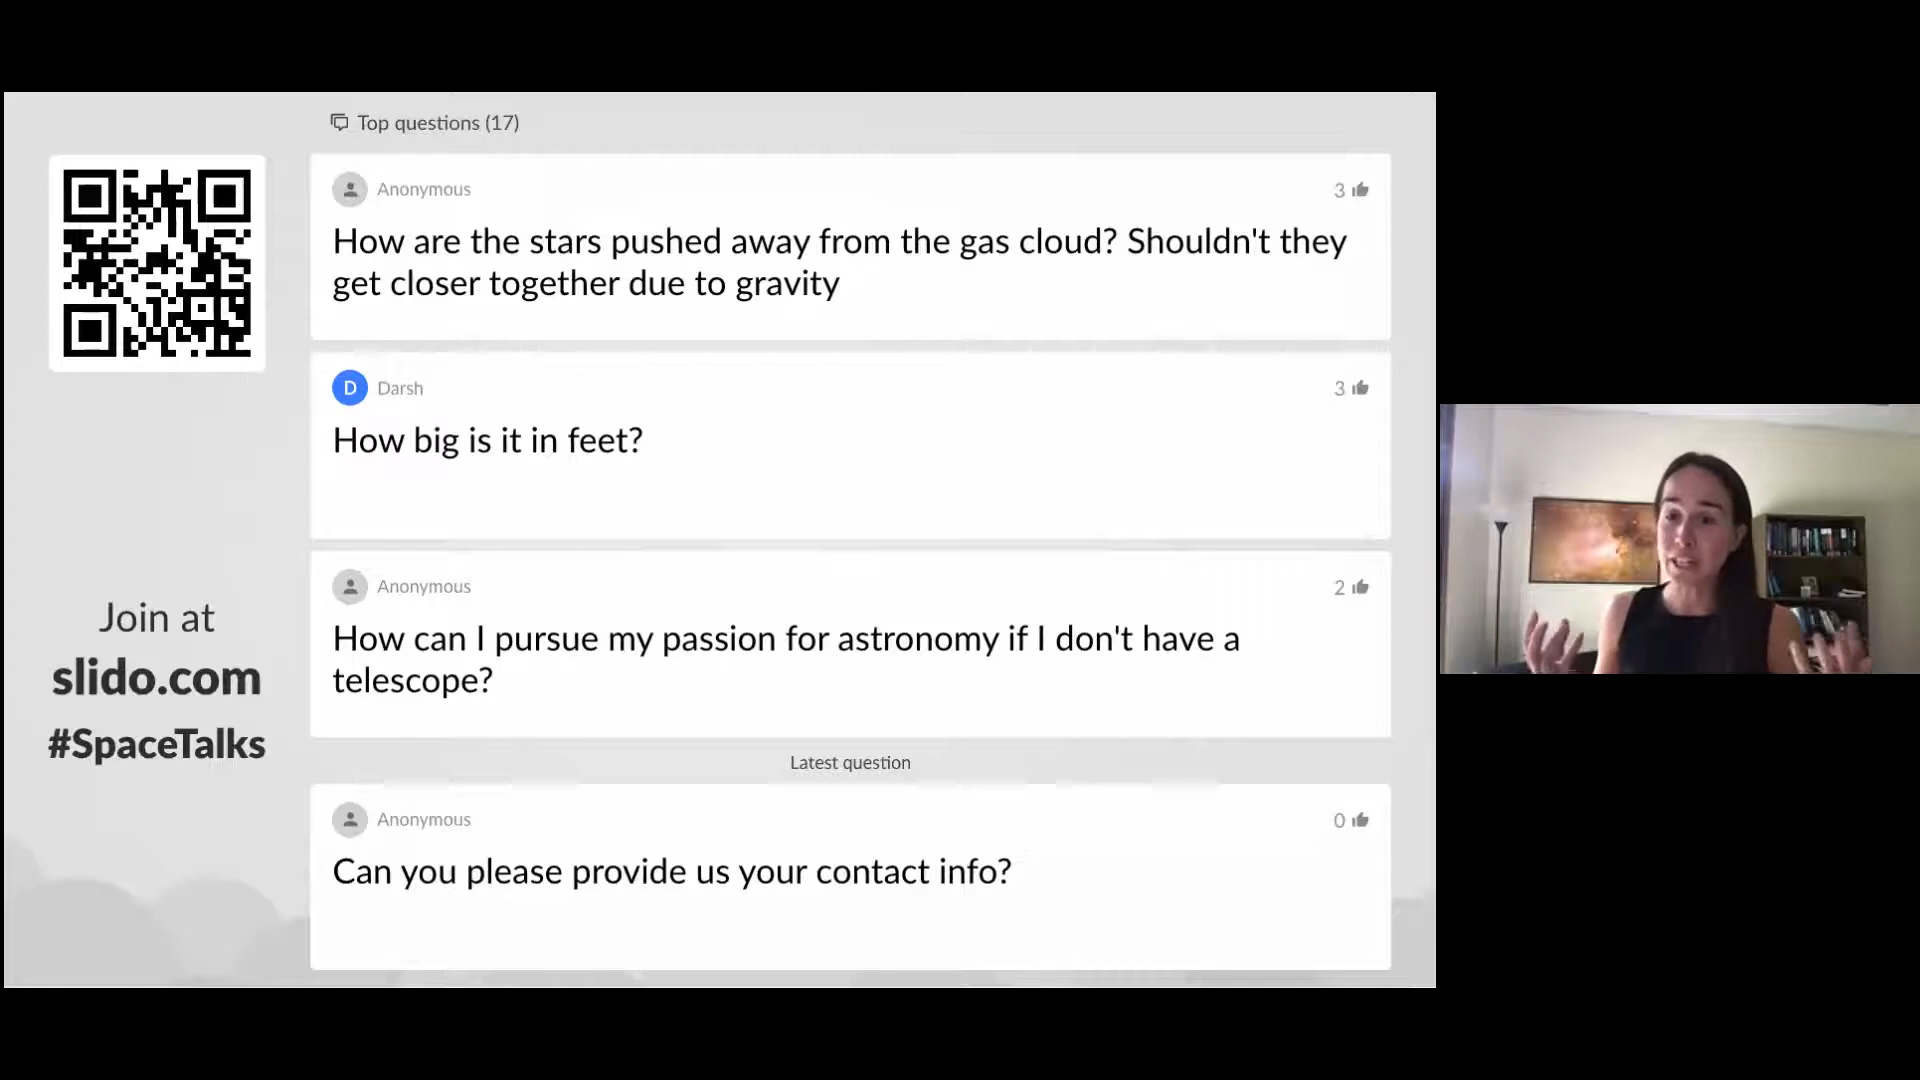 Top questions (17)
Anonymous
3
How are the stars pushed away from the gas cloud? Shouldn't they
get closer together due to gravity
D
Darsh
3
How big is it in feet?
Anonymous
2
How can I pursue my passion for astronomy if I don't have a
telescope?
Join at
slido.com
#SpaceTalks
Latest question
Anonymous
0
Can you please provide us your contact info?